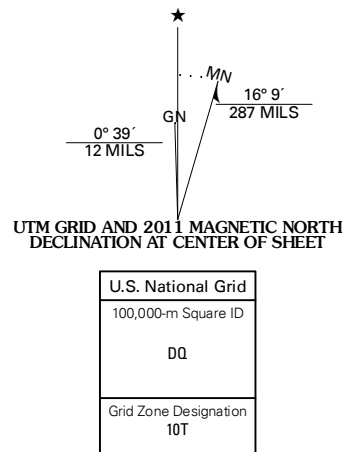 ★
MN
GN
16° 9´
287 MILS
0° 39´
12 MILS
UTM GRID AND 2011 MAGNETIC NORTH
DECLINATION AT CENTER OF SHEET
U.S. National Grid
100,000-m Square ID
DQ
Grid Zone Designation
10T